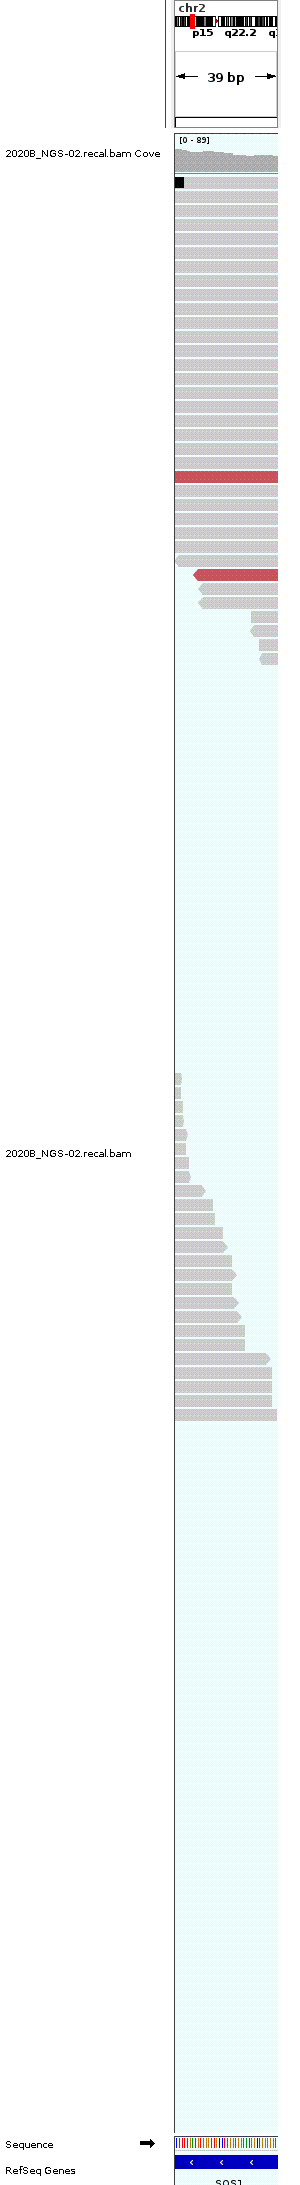 chr2
p15 q22.2
39 bp
[0 - 89]
2020B_NGS-02.recal.bam Cove
2020B_NGS-02.recal.bam
Sequence
RefSeq Genes
SOS1